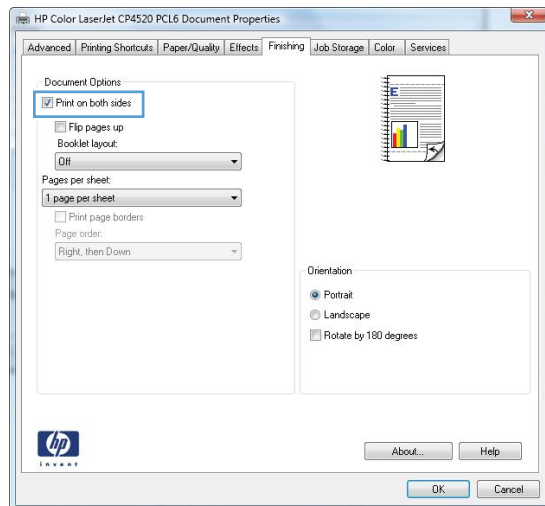 HP Color LaserJet CP4520 PCL6 Document Properties
Advanced Printing Shortcuts Paper/Quality Effects Finishing Job Storage Color Services
Document Options
Print on both sides
Flip pages up
Booklet layout:
Off
Pages per sheet:
1 page per sheet
Print page borders
Page order:
Right, then Down
E
Orientation
Portrait
Landscape
Rotate by 180 degrees
hp
invent
About... Help
OK Cancel